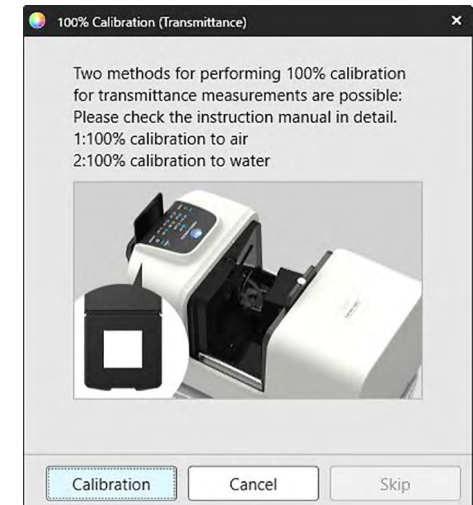 100% Calibration (Transmittance)
Two methods for performing 100% calibration
for transmittance measurements are possible:
Please check the instruction manual in detail.
1:100% calibration to air
2:100% calibration to water
Calibration
Cancel
Skip